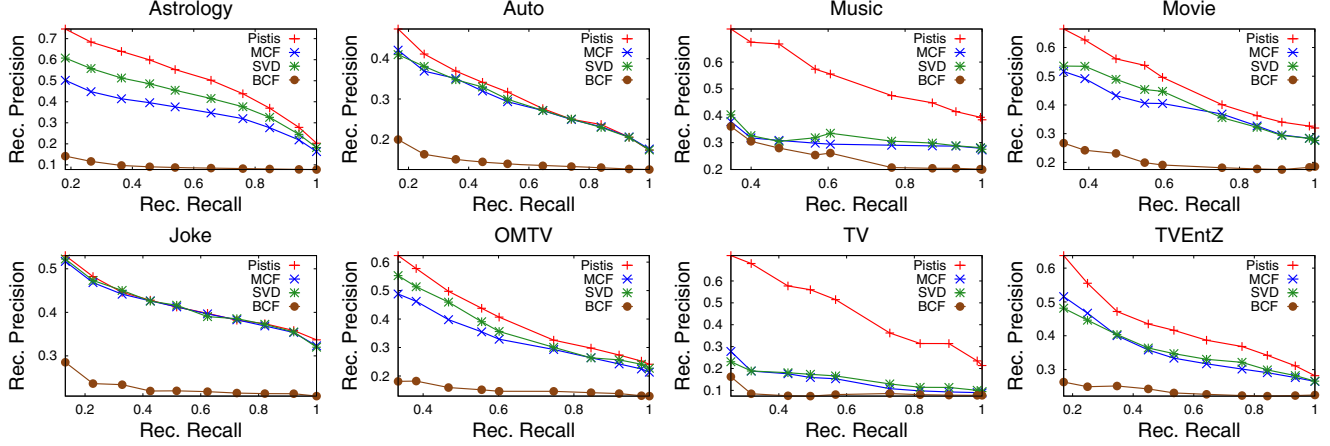 Astrology
Rec. Precision
0.7
0.6
0.5
0.4
0.3
0.2
0.1
Pistis
MCF
SVD
BCF
0.2 0.4 0.6 0.8 1
Rec. Recall
Auto
Rec. Precision
0.4
0.3
0.2
Pistis
MCF
SVD
BCF
0.2 0.4 0.6 0.8 1
Rec. Recall
Music
Rec. Precision
0.7
0.6
0.5
0.4
0.3
0.2
Pistis
MCF
SVD
BCF
0.4 0.6 0.8 1
Rec. Recall
Movie
Rec. Precision
0.6
0.5
0.4
0.3
0.2
Pistis
MCF
SVD
BCF
0.4 0.6 0.8 1
Rec. Recall
Joke
Rec. Precision
0.5
0.4
0.3
Pistis
MCF
SVD
BCF
0.2 0.4 0.6 0.8 1
Rec. Recall
OMTV
Rec. Precision
0.6
0.5
0.4
0.3
0.2
Pistis
MCF
SVD
BCF
0.4 0.6 0.8 1
Rec. Recall
TV
Rec. Precision
0.7
0.6
0.5
0.4
0.3
0.2
0.1
Pistis
MCF
SVD
BCF
0.4 0.6 0.8 1
Rec. Recall
TVEntZ
Rec. Precision
0.6
0.5
0.4
0.3
Pistis
MCF
SVD
BCF
0.2 0.4 0.6 0.8 1
Rec. Recall